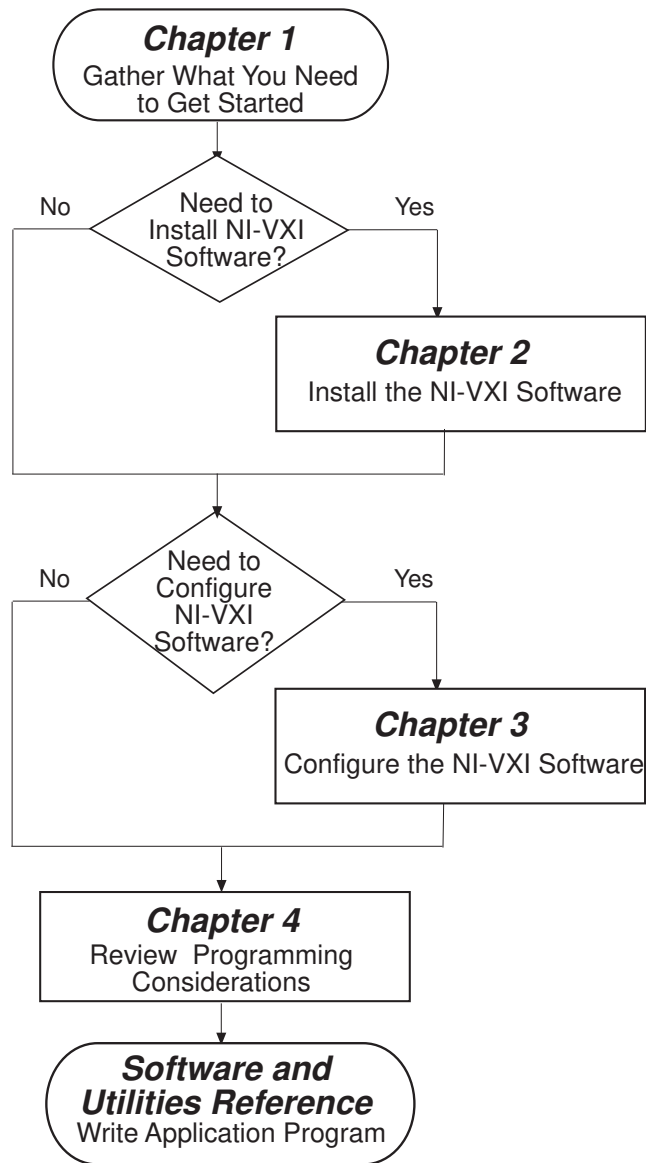 Chapter 1
Gather What You Need
to Get Started
Need to
Install NI-VXI
Software?
No
Yes
Chapter 2
Install the NI-VXI Software
Need to
Configure
NI-VXI
Software?
No
Yes
Chapter 3
Configure the NI-VXI Software
Chapter 4
Review Programming
Considerations
Software and
Utilities Reference
Write Application Program